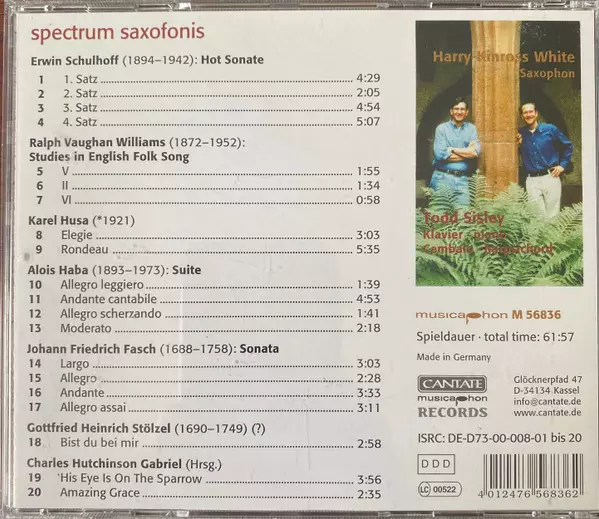 spectrum saxofonis
Erwin Schulhoff (1894–1942): Hot Sonate
1 1. Satz 4:29
2 2. Satz 2:05
3 3. Satz 4:54
4 4. Satz 5:07
Ralph Vaughan Williams (1872–1952):
Studies in English Folk Song
5 V 1:55
6 II 1:34
7 VI 0:58
Karel Husa (*1921)
8 Elegie 3:03
9 Rondeau 5:35
Alois Haba (1893–1973): Suite
10 Allegro leggiero 1:39
11 Andante cantabile 4:53
12 Allegro scherzando 1:41
13 Moderato 2:18
Johann Friedrich Fasch (1688–1758): Sonata
14 Largo 3:03
15 Allegro 2:28
16 Andante 3:33
17 Allegro assai 3:11
Gottfried Heinrich Stölzel (1690–1749) (?)
18 Bist du bei mir 2:58
Charles Hutchinson Gabriel (Hrsg.)
19 'His Eye Is On The Sparrow 3:56
20 Amazing Grace 2:35
Harry Kinross White
Saxophon
Todd Sisley
Klavier · piano
Cembalo · harpsichord
musicaphon M 56836
Spieldauer · total time: 61:57
Made in Germany
CANTATE
musicaphon
RECORDS
Glöcknerpfad 47
D-34134 Kassel
info@cantate.de
www.cantate.de
ISRC: DE-D73-00-008-01 bis 20
DDD
LC 00522
4 012476 568362